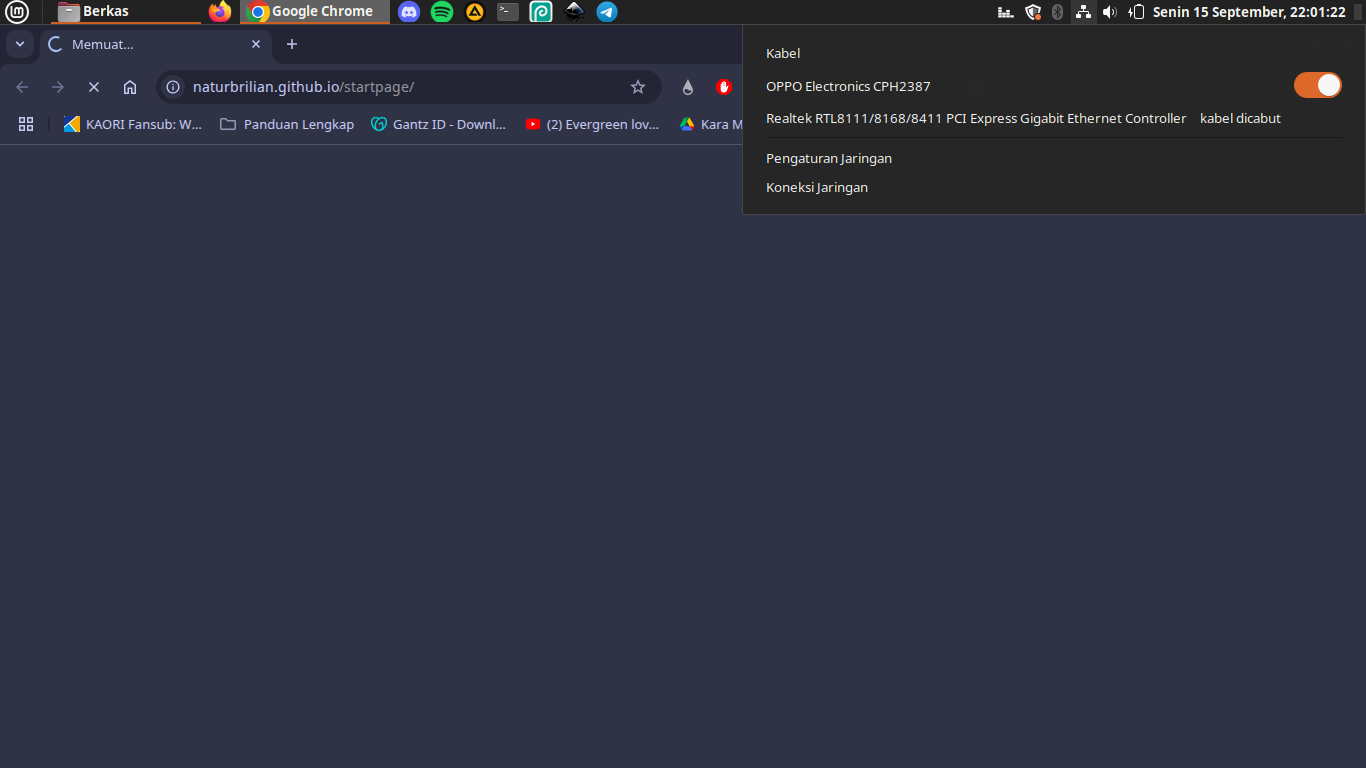 Berkas
Google Chrome
Senin 15 September, 22:01:22
Memuat...
naturbrilian.github.io/startpage/
KAORI Fansub: W...
Panduan Lengkap
Gantz ID - Downl...
(2) Evergreen lov...
Kara M
Kabel
OPPO Electronics CPH2387
Realtek RTL8111/8168/8411 PCI Express Gigabit Ethernet Controller kabel dicabut
Pengaturan Jaringan
Koneksi Jaringan